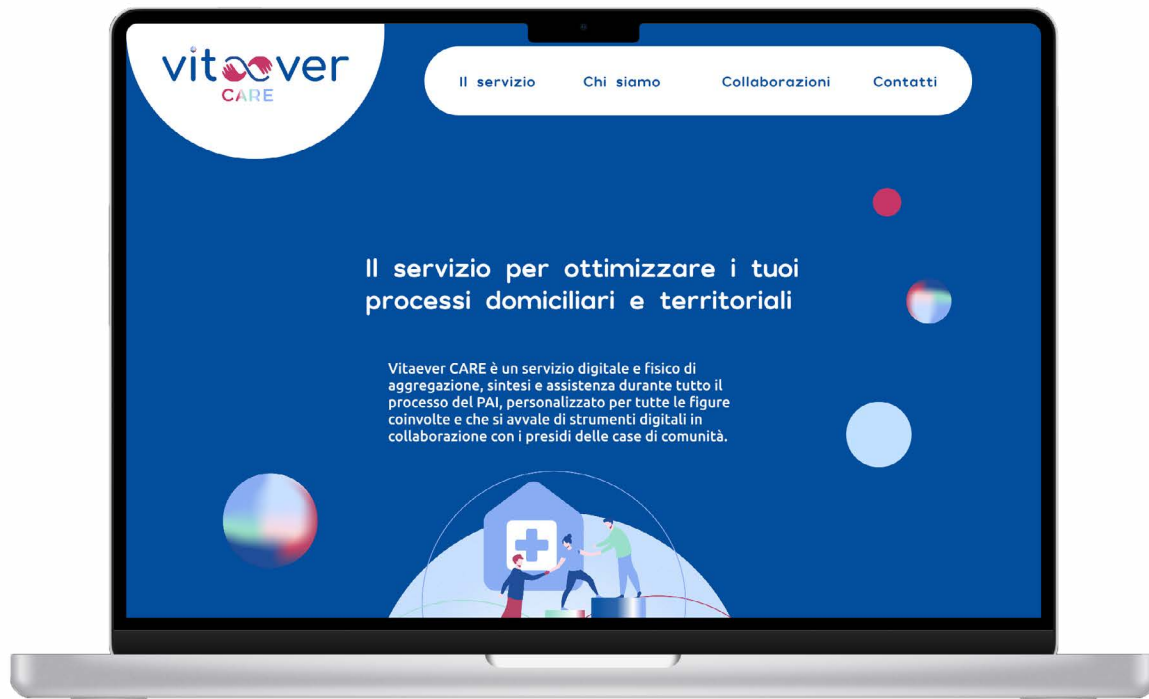 vitaever
CARE
Il servizio
Chi siamo
Collaborazioni
Contatti
Il servizio per ottimizzare i tuoi
processi domiciliari e territoriali
Vitaever CARE è un servizio digitale e fisico di
aggregazione, sintesi e assistenza durante tutto il
processo del PAI, personalizzato per tutte le figure
coinvolte e che si avvale di strumenti digitali in
collaborazione con i presidi delle case di comunità.